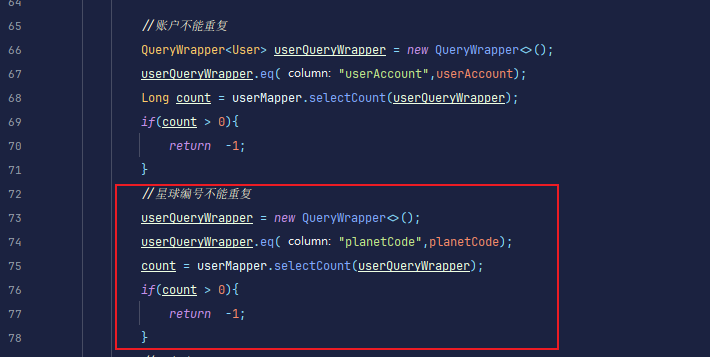 64
65 //账户不能重复
66 QueryWrapper<User> userQueryWrapper = new QueryWrapper<>();
67 userQueryWrapper.eq( column: "userAccount",userAccount);
68 Long count = userMapper.selectCount(userQueryWrapper);
69 if(count > 0){
70 return -1;
71 }
72 //星球编号不能重复
73 userQueryWrapper = new QueryWrapper<>();
74 userQueryWrapper.eq( column: "planetCode",planetCode);
75 count = userMapper.selectCount(userQueryWrapper);
76 if(count > 0){
77 return -1;
78 }